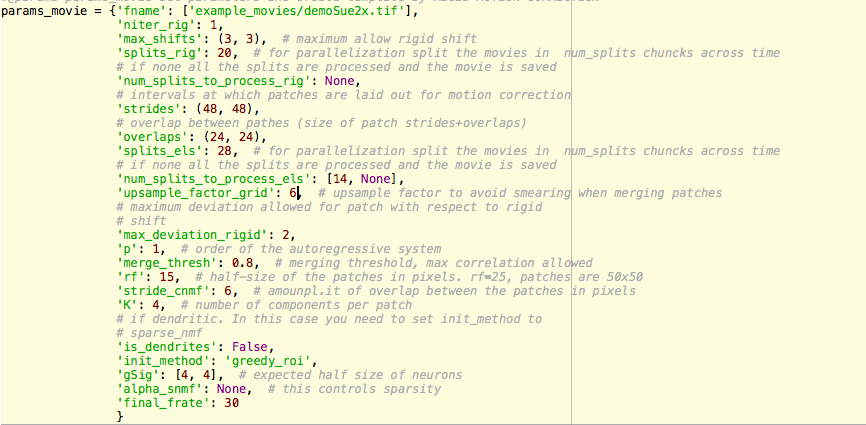 params_movie = {'fname': ['example_movies/demoSue2x.tif'],
'niter_rig': 1,
'max_shifts': (3, 3),  # maximum allow rigid shift
'splits_rig': 20,  # for parallelization split the movies in  num_splits chuncks across time
# if none all the splits are processed and the movie is saved
'num_splits_to_process_rig': None,
# intervals at which patches are laid out for motion correction
'strides': (48, 48),
# overlap between pathes (size of patch strides+overlaps)
'overlaps': (24, 24),
'splits_els': 28,  # for parallelization split the movies in  num_splits chuncks across time
# if none all the splits are processed and the movie is saved
'num_splits_to_process_els': [14, None],
'upsample_factor_grid': 6,  # upsample factor to avoid smearing when merging patches
# maximum deviation allowed for patch with respect to rigid
# shift
'max_deviation_rigid': 2,
'p': 1,  # order of the autoregressive system
'merge_thresh': 0.8,  # merging threshold, max correlation allowed
'rf': 15,  # half-size of the patches in pixels. rf=25, patches are 50x50
'stride_cnmf': 6,  # amounpl.it of overlap between the patches in pixels
'K': 4,  # number of components per patch
# if dendritic. In this case you need to set init_method to
# sparse_nmf
'is_dendrites': False,
'init_method': 'greedy_roi',
'gSig': [4, 4],  # expected half size of neurons
'alpha_snmf': None,  # this controls sparsity
'final_frate': 30
}